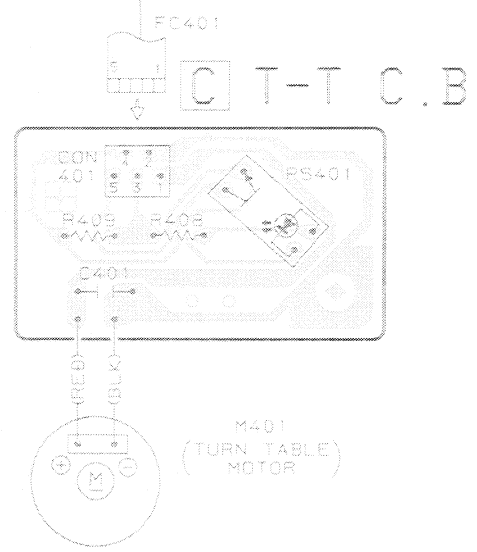 FC401
5 1
C T-T C.B
CON
401
4 2
5 3 1
PS401
R409 R408
C401
(RED) (BLK)
M401
(TURN TABLE)
MOTOR
+ M -